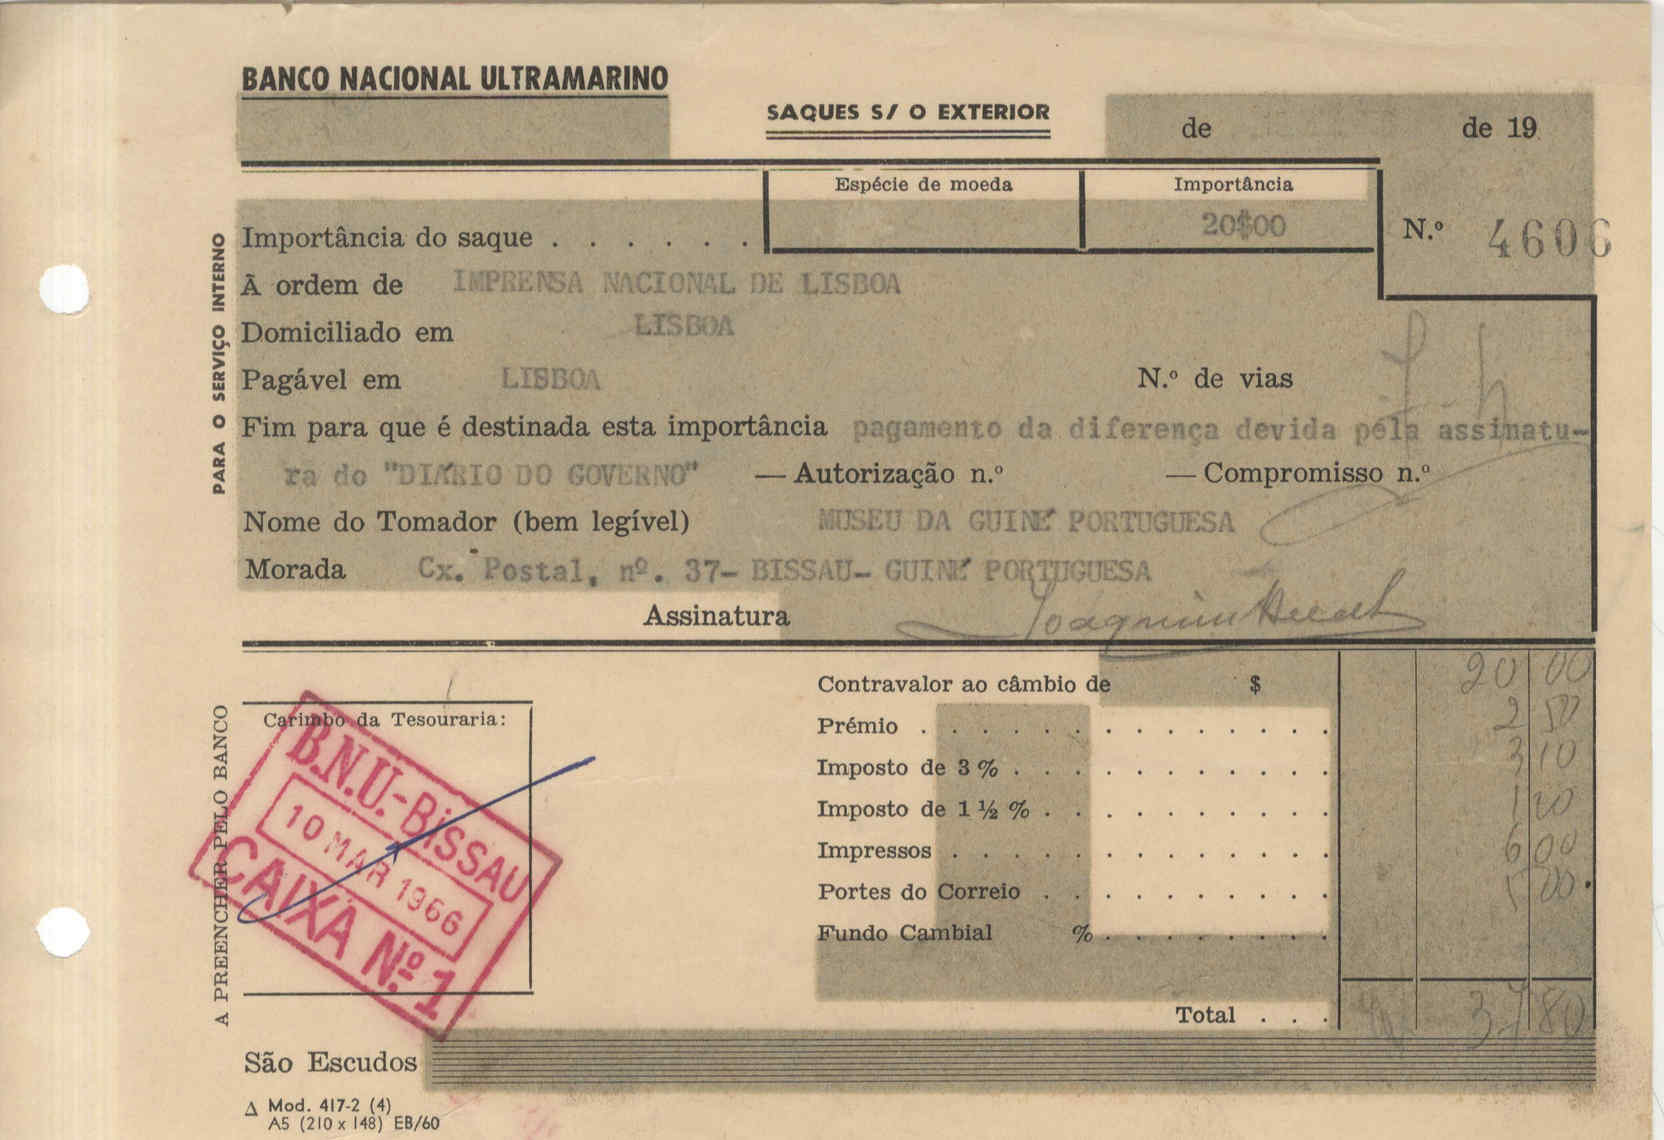 BANCO NACIONAL ULTRAMARINO
SAQUES S/ O EXTERIOR
de de 19
Espécie de moeda Importância
Importância do saque . . . . . . 20$00 N.º 4606
À ordem de IMPRENSA NACIONAL DE LISBOA
Domiciliado em LISBOA
Pagável em LISBOA N.º de vias
Fim para que é destinada esta importância pagamento da diferença devida pela assinatu-
ra do "DIÁRIO DO GOVERNO" — Autorização n.º — Compromisso n.º
Nome do Tomador (bem legível) MUSEU DA GUINÉ PORTUGUESA
Morada Cx. Postal, nº. 37- BISSAU- GUINÉ PORTUGUESA
Assinatura Joaquim
PARA O SERVIÇO INTERNO
A PREENCHER PELO BANCO
Carimbo da Tesouraria:
B.N.U.-BISSAU
10 MAR 1966
CAIXA Nº. 1
Contravalor ao câmbio de $ 20 00
Prémio . . . . . . . . . . . . . . 2 50
Imposto de 3 % . . . . . . . . . . . 3 10
Imposto de 1 ½ % . . . . . . . . . . 1 20
Impressos . . . . . . . . . . . . . 6 00
Portes do Correio . . . . . . . . . . 5 00
Fundo Cambial % . . . . . . . .
Total . . . 37 80
São Escudos
Δ Mod. 417-2 (4)
A5 (210 x 148) EB/60